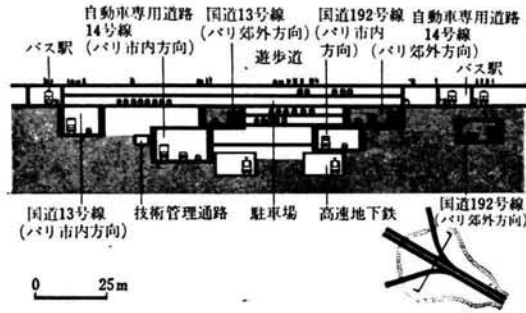 自動車専用道路
14号線
(パリ市内方向)
バス駅
国道13号線
(パリ郊外方向)
遊歩道
国道192号線
(パリ市内
方向)
自動車専用道路
14号線
(パリ郊外方向)
バス駅
国道13号線
(パリ市内方向)
技術管理通路
駐車場
高速地下鉄
国道192号線
(パリ郊外方向)
0 25m